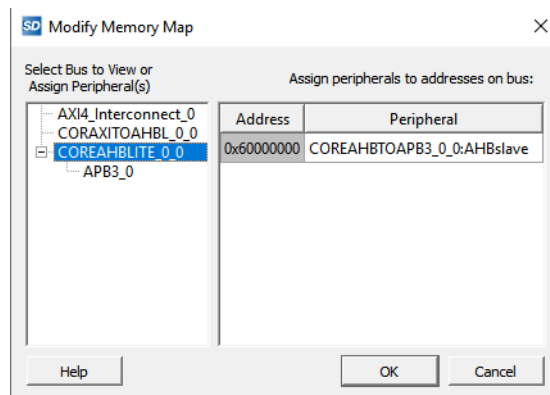 SD Modify Memory Map
Select Bus to View or
Assign Peripheral(s)
Assign peripherals to addresses on bus:
AXI4_Interconnect_0
CORAXITOAHBL_0_0
COREAHBLITE_0_0
APB3_0
Address Peripheral
0x60000000 COREAHBTOAPB3_0_0:AHBslave
Help OK Cancel